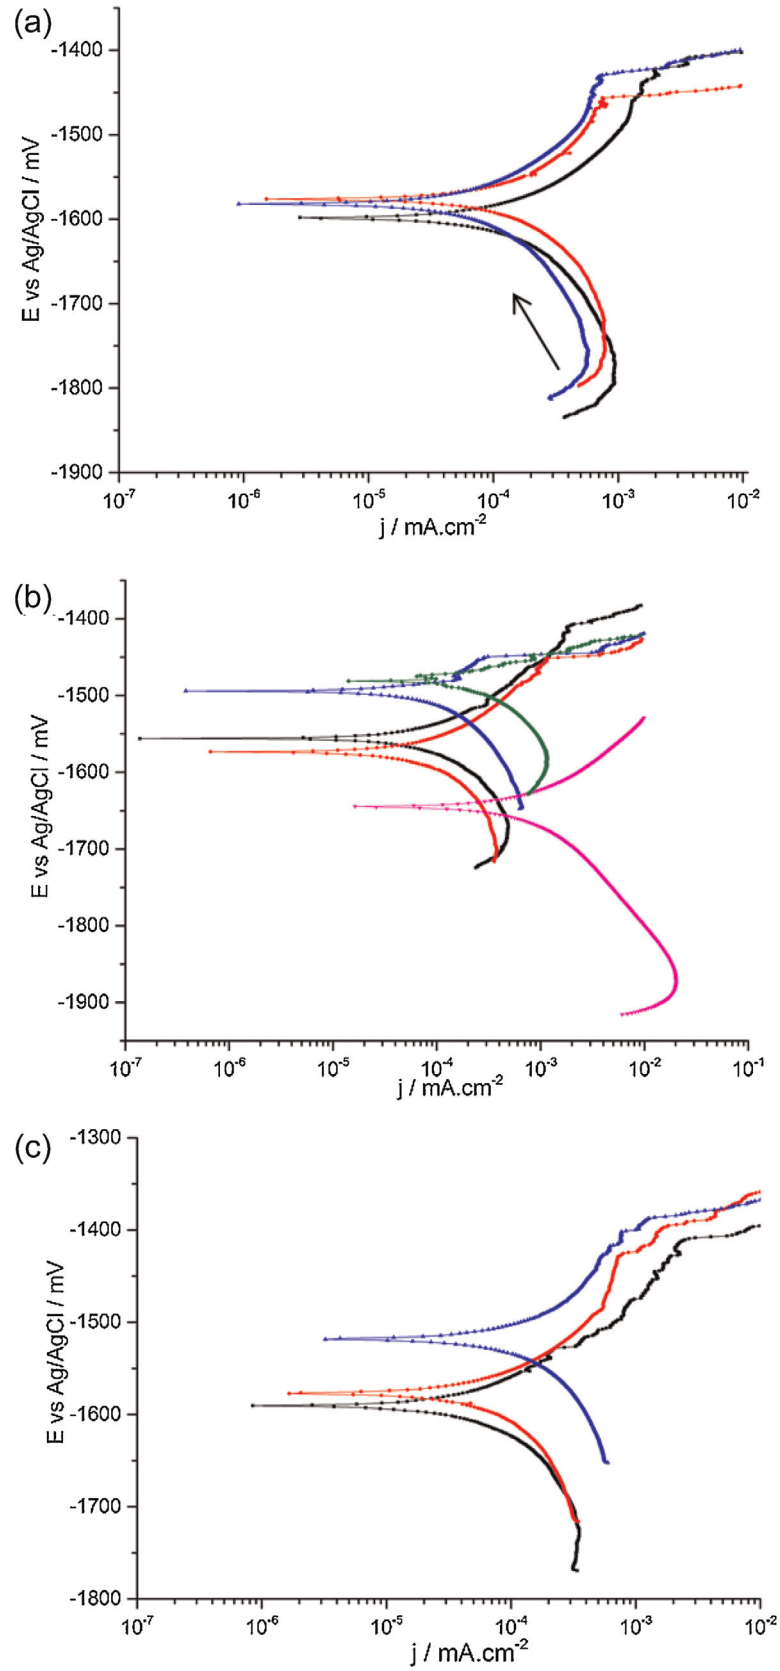 (a)
-1400
-1500
-1600
-1700
-1800
-1900
E vs Ag/AgCl / mV
10⁻⁷ 10⁻⁶ 10⁻⁵ 10⁻⁴ 10⁻³ 10⁻²
j / mA.cm⁻²
(b)
-1400
-1500
-1600
-1700
-1800
-1900
E vs Ag/AgCl / mV
10⁻⁷ 10⁻⁶ 10⁻⁵ 10⁻⁴ 10⁻³ 10⁻² 10⁻¹
j / mA.cm⁻²
(c)
-1300
-1400
-1500
-1600
-1700
-1800
E vs Ag/AgCl / mV
10⁻⁷ 10⁻⁶ 10⁻⁵ 10⁻⁴ 10⁻³ 10⁻²
j / mA.cm⁻²